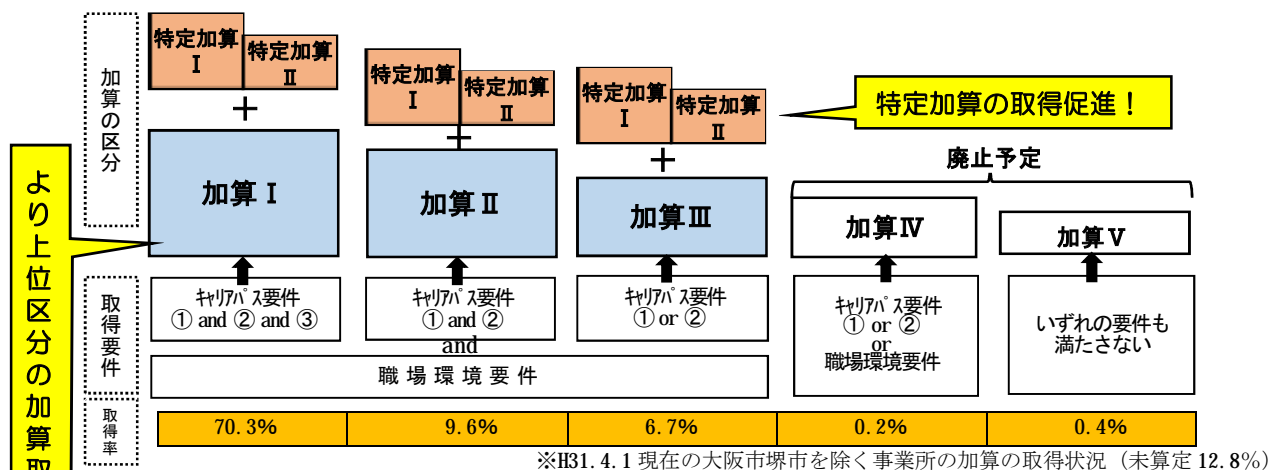 加算の区分
特定加算
Ⅰ
特定加算
Ⅱ
特定加算
Ⅰ
特定加算
Ⅱ
特定加算
Ⅰ
特定加算
Ⅱ
特定加算の取得促進！
＋
＋
＋
廃止予定
加算Ⅰ
加算Ⅱ
加算Ⅲ
加算Ⅳ
加算Ⅴ
より上位区分の加算取
取得要件
ｷｬﾘｱﾊﾟｽ要件
① and ② and ③
ｷｬﾘｱﾊﾟｽ要件
① and ②
ｷｬﾘｱﾊﾟｽ要件
① or ②
and
職場環境要件
ｷｬﾘｱﾊﾟｽ要件
① or ②
or
職場環境要件
いずれの要件も
満たさない
取得率
70.3%
9.6%
6.7%
0.2%
0.4%
※H31.4.1 現在の大阪市堺市を除く事業所の加算の取得状況（未算定 12.8%）